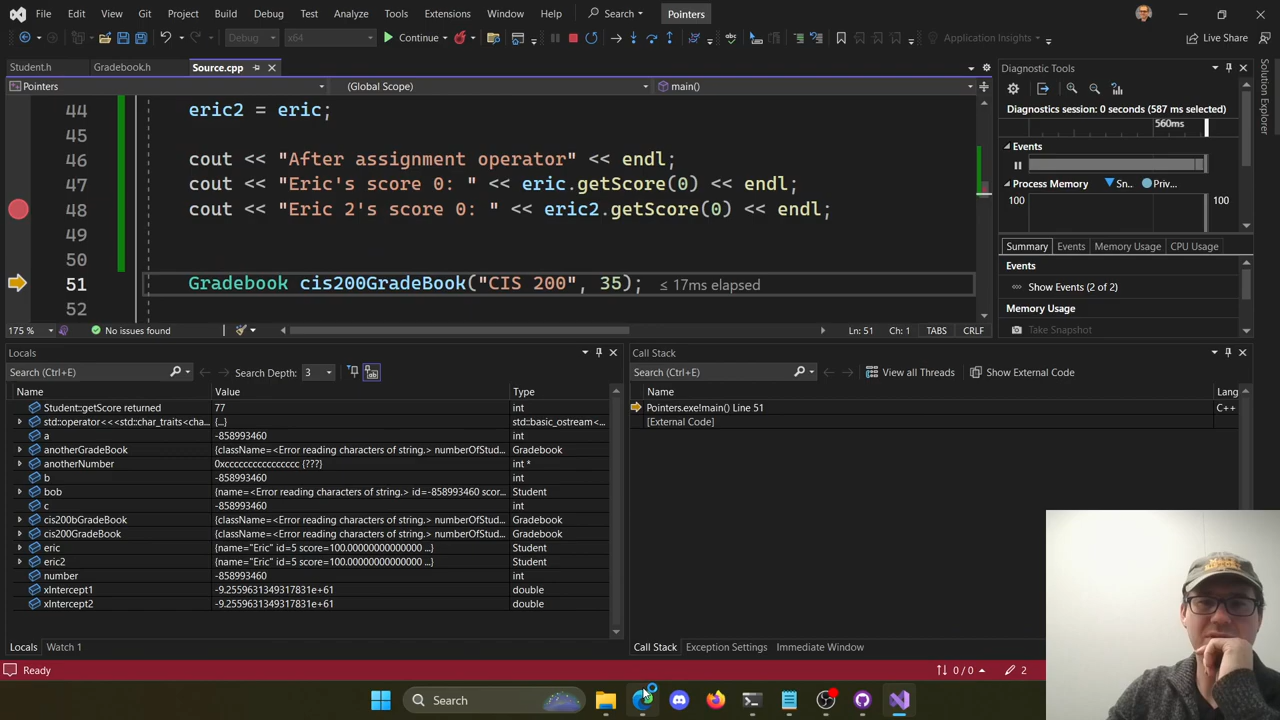 File Edit View Git Project Build Debug Test Analyze Tools Extensions Window Help Search Pointers
Debug x64 Continue Application Insights Live Share
Student.h Gradebook.h Source.cpp
Pointers (Global Scope) main()
44 eric2 = eric;
45
46 cout << "After assignment operator" << endl;
47 cout << "Eric's score 0: " << eric.getScore(0) << endl;
48 cout << "Eric 2's score 0: " << eric2.getScore(0) << endl;
49
50
51 Gradebook cis200GradeBook("CIS 200", 35); ≤ 17ms elapsed
52
175 % No issues found Ln: 51 Ch: 1 TABS CRLF
Diagnostic Tools
Diagnostics session: 0 seconds (587 ms selected)
560ms
Events
Process Memory Sn... Priv...
100 100
Summary Events Memory Usage CPU Usage
Events
Show Events (2 of 2)
Memory Usage
Take Snapshot
Solution Explorer
Locals
Search (Ctrl+E) Search Depth: 3
Name Value Type
Student::getScore returned 77 int
std::operator<<<std::char_traits<cha... {...} std::basic_ostream<...
a -858993460 int
anotherGradeBook {className=<Error reading characters of string.> numberOfStud... Gradebook
anotherNumber 0xcccccccccccccccc {???} int *
b -858993460 int
bob {name=<Error reading characters of string.> id=-858993460 scor... Student
c -858993460 int
cis200bGradeBook {className=<Error reading characters of string.> numberOfStud... Gradebook
cis200GradeBook {className=<Error reading characters of string.> numberOfStud... Gradebook
eric {name="Eric" id=5 score=100.00000000000000 ...} Student
eric2 {name="Eric" id=5 score=100.00000000000000 ...} Student
number -858993460 int
xIntercept1 -9.2559631349317831e+61 double
xIntercept2 -9.2559631349317831e+61 double
Locals Watch 1
Call Stack
Search (Ctrl+E) View all Threads Show External Code
Name Lang
Pointers.exe!main() Line 51 C++
[External Code]
Call Stack Exception Settings Immediate Window
Ready 0 / 0 2
Search